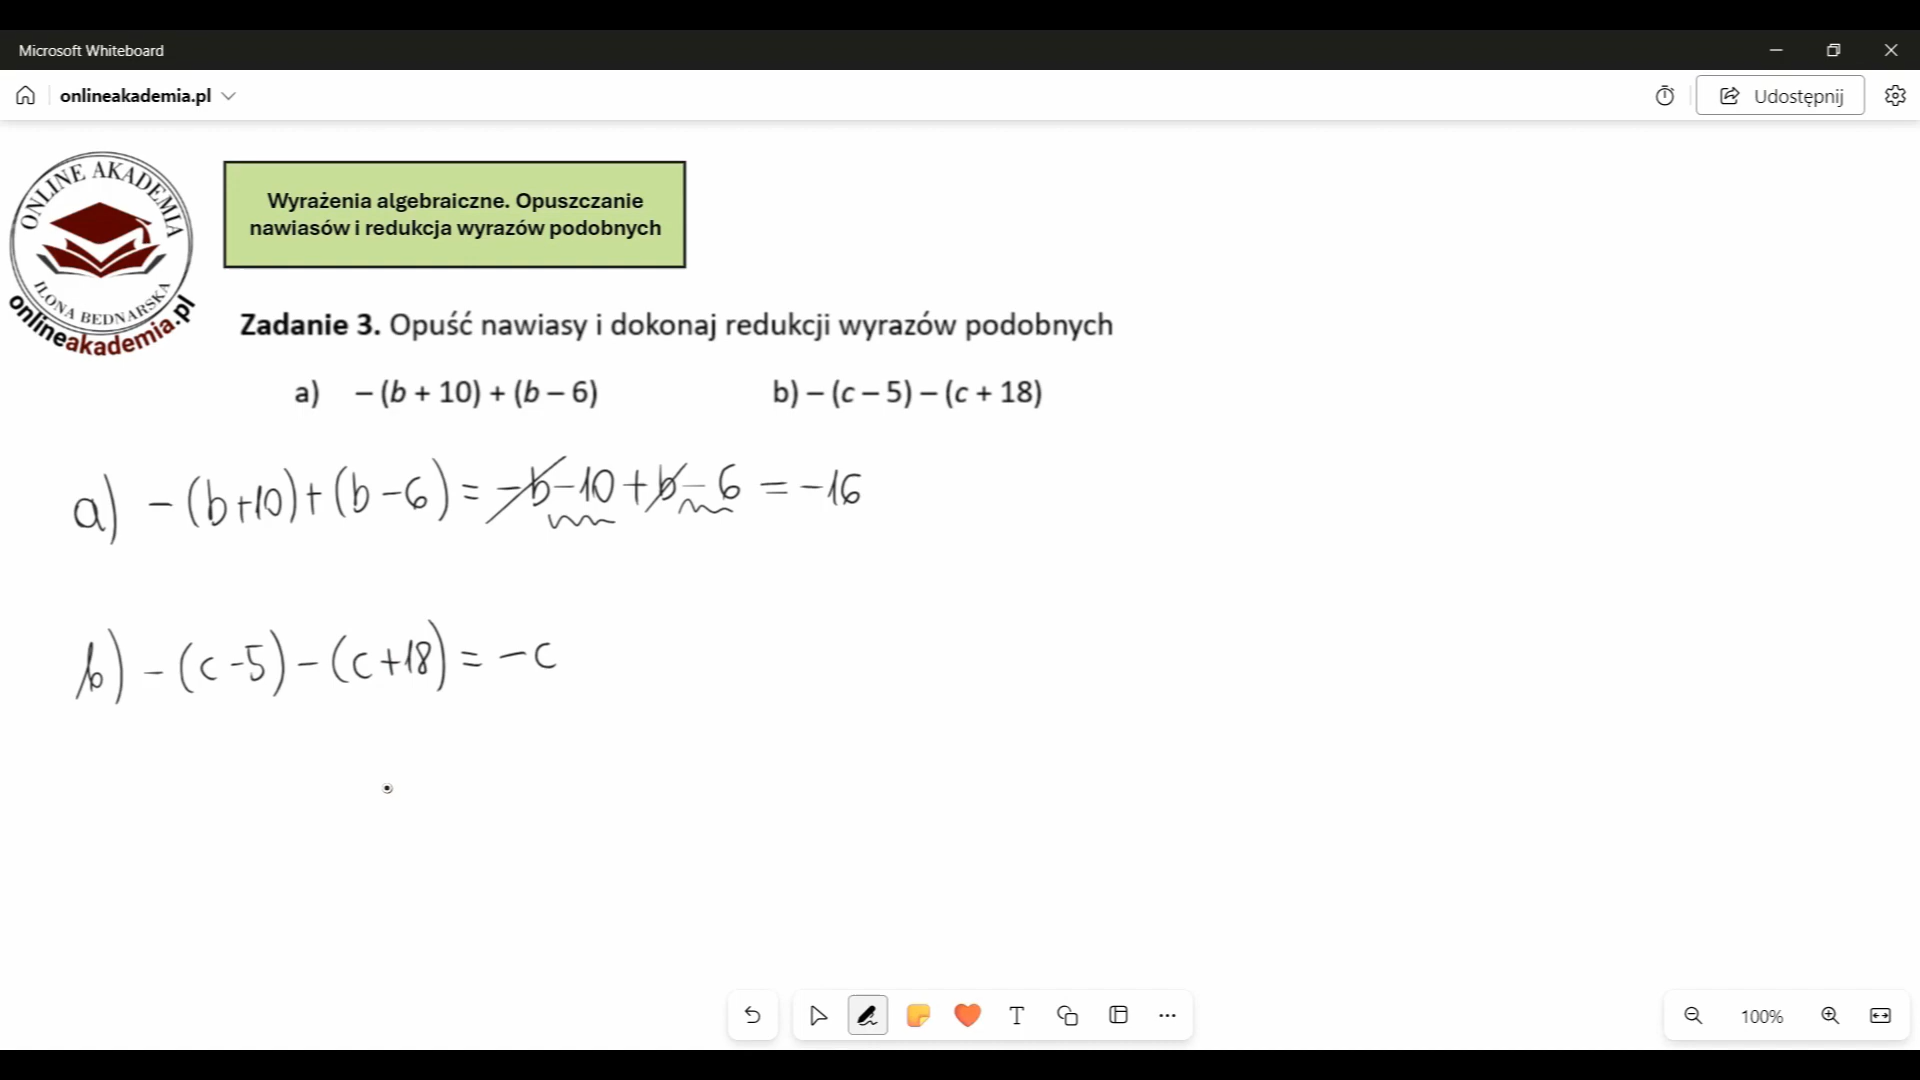 Microsoft Whiteboard
onlineakademia.pl
Udostępnij
ONLINE AKADEMIA
ILONA BEDNARSKA
onlineakademia.pl
Wyrażenia algebraiczne. Opuszczanie
nawiasów i redukcja wyrazów podobnych
Zadanie 3. Opuść nawiasy i dokonaj redukcji wyrazów podobnych
a) – (b + 10) + (b – 6) b) – (c – 5) – (c + 18)
a) -(b+10)+(b-6) = -b-10+b-6 = -16
b) -(c-5)-(c+18) = -c
T
100%